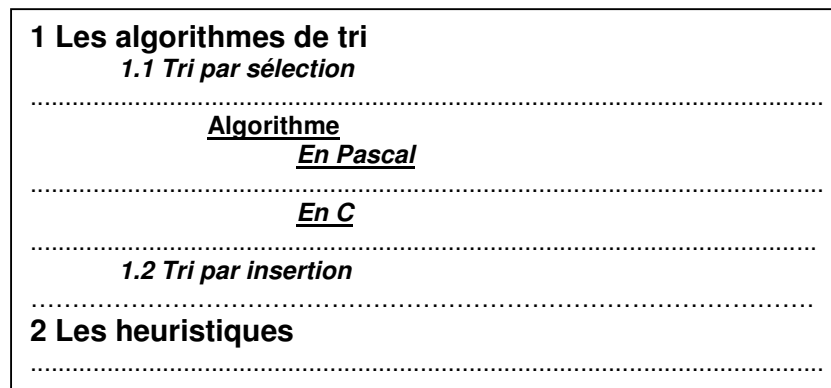 1 Les algorithmes de tri
1.1 Tri par sélection
...................................................................................................................
Algorithme
En Pascal
...................................................................................................................
En C
..................................................................................................................
1.2 Tri par insertion
……………………………………………………………………………………
2 Les heuristiques
...................................................................................................................